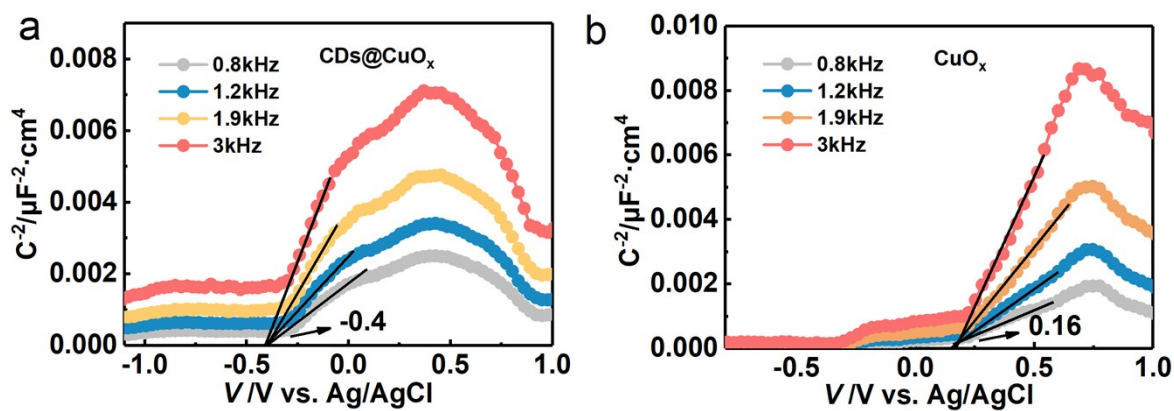 a
CDs@CuOₓ
0.8kHz
1.2kHz
1.9kHz
3kHz
-0.4
C⁻²/μF⁻²·cm⁴
0.008
0.006
0.004
0.002
0.000
-1.0 -0.5 0.0 0.5 1.0
V /V vs. Ag/AgCl
b
CuOₓ
0.8kHz
1.2kHz
1.9kHz
3kHz
0.16
C⁻²/μF⁻²·cm⁴
0.010
0.008
0.006
0.004
0.002
0.000
-0.5 0.0 0.5 1.0
V /V vs. Ag/AgCl